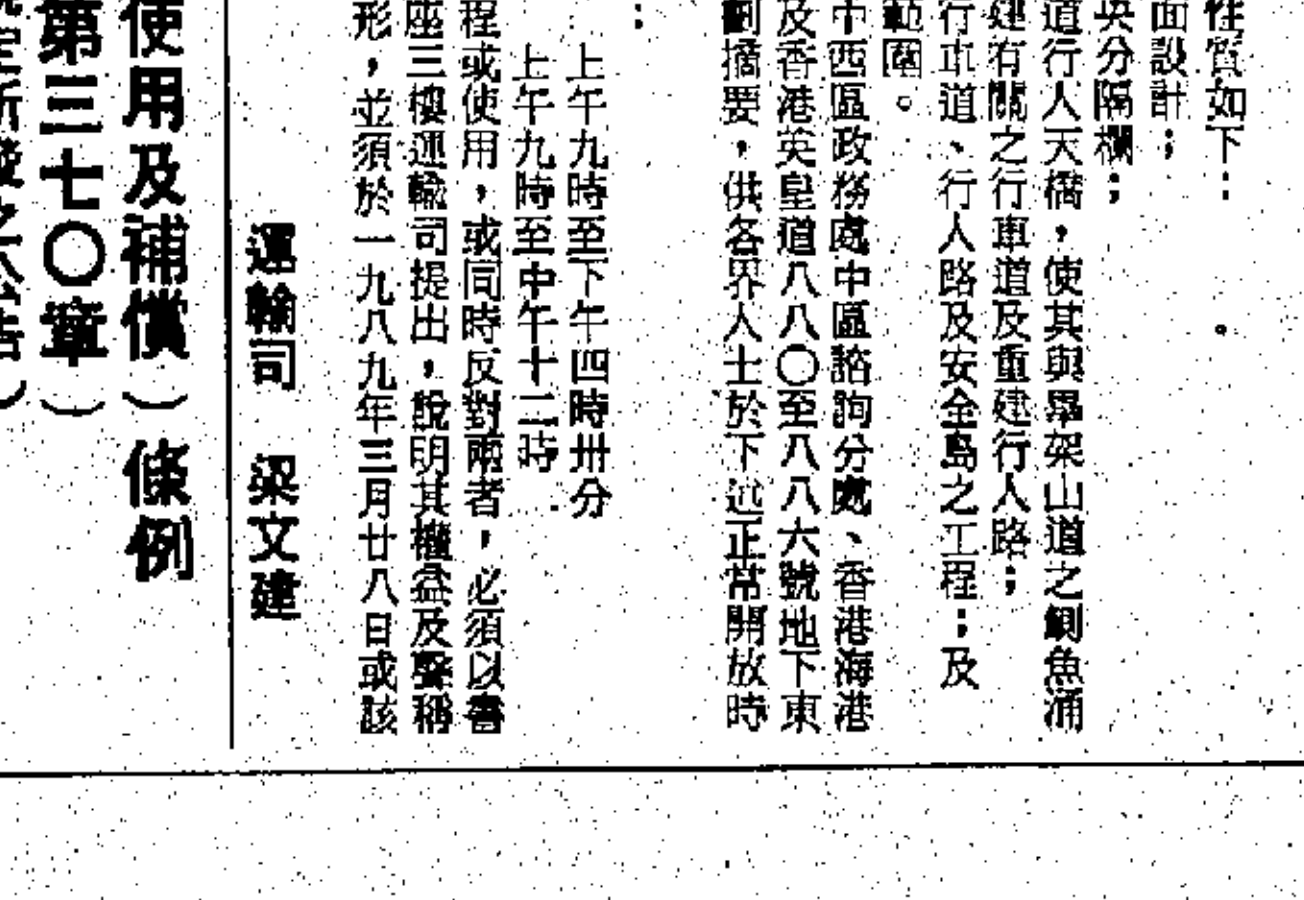 性質如下：。
面設計；
央分隔欄；
道行人天橋，使其與畢架山道之鰂魚涌
建有關之行車道及重建行人路；
行車道、行人路及安全島之工程；及
範圍。
中西區政務處中區諮詢分處、香港海港
及香港英皇道八八〇至八八六號地下東
劃摘要，供各界人士於下述正常開放時
：
上午九時至下午四時卅分
上午九時至中午十二時
程或使用，或同時反對兩者，必須以書
座三樓運輸司提出，說明其權益及聲稱
形，並須於一九八九年三月廿八日或該
運輸司 梁文建
使用及補償）條例
第三七〇章）